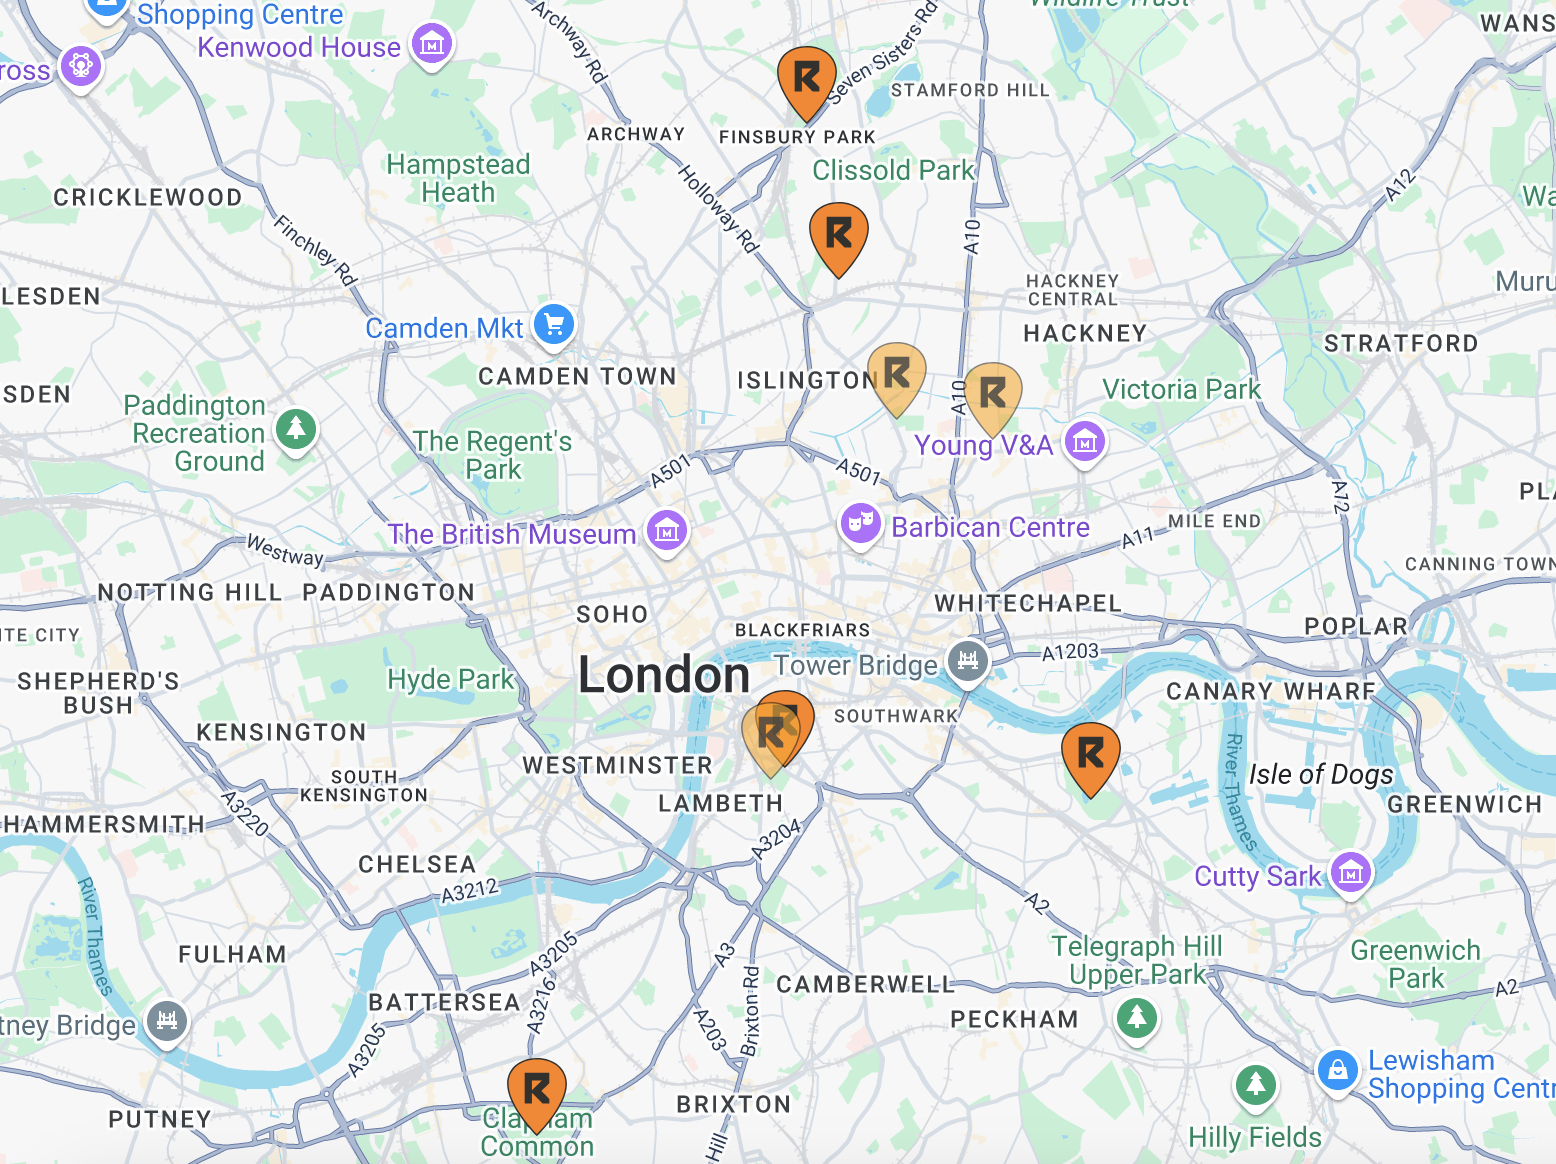 Shopping Centre
Kenwood House
ross
Archway Rd
Seven Sisters Rd
Wildlife Trust
WANS
STAMFORD HILL
ARCHWAY
FINSBURY PARK
Hampstead
Heath
Clissold Park
CRICKLEWOOD
Holloway Rd
A12
Wa
Finchley Rd
A10
LESDEN
HACKNEY
CENTRAL
Muru
Camden Mkt
HACKNEY
STRATFORD
CAMDEN TOWN
ISLINGTON
SDEN
A10
Victoria Park
Paddington
Recreation
Ground
The Regent's
Park
Young V&A
A501
A501
A12
PLA
The British Museum
Barbican Centre
MILE END
A11
Westway
CANNING TOWN
NOTTING HILL
PADDINGTON
WHITECHAPEL
SOHO
BLACKFRIARS
POPLAR
ITE CITY
A1203
London
Tower Bridge
Hyde Park
SHEPHERD'S
BUSH
CANARY WHARF
SOUTHWARK
KENSINGTON
WESTMINSTER
SOUTH
KENSINGTON
River Thames
Isle of Dogs
LAMBETH
GREENWICH
A3220
HAMMERSMITH
A3204
CHELSEA
A3212
Cutty Sark
River Thames
A2
FULHAM
A3205
A3
Telegraph Hill
Upper Park
Greenwich
Park
CAMBERWELL
A2
BATTERSEA
A3216
Brixton Rd
PECKHAM
tney Bridge
A203
A3205
Lewisham
Shopping Centr
PUTNEY
BRIXTON
Clapham
Common
Hill
Hilly Fields